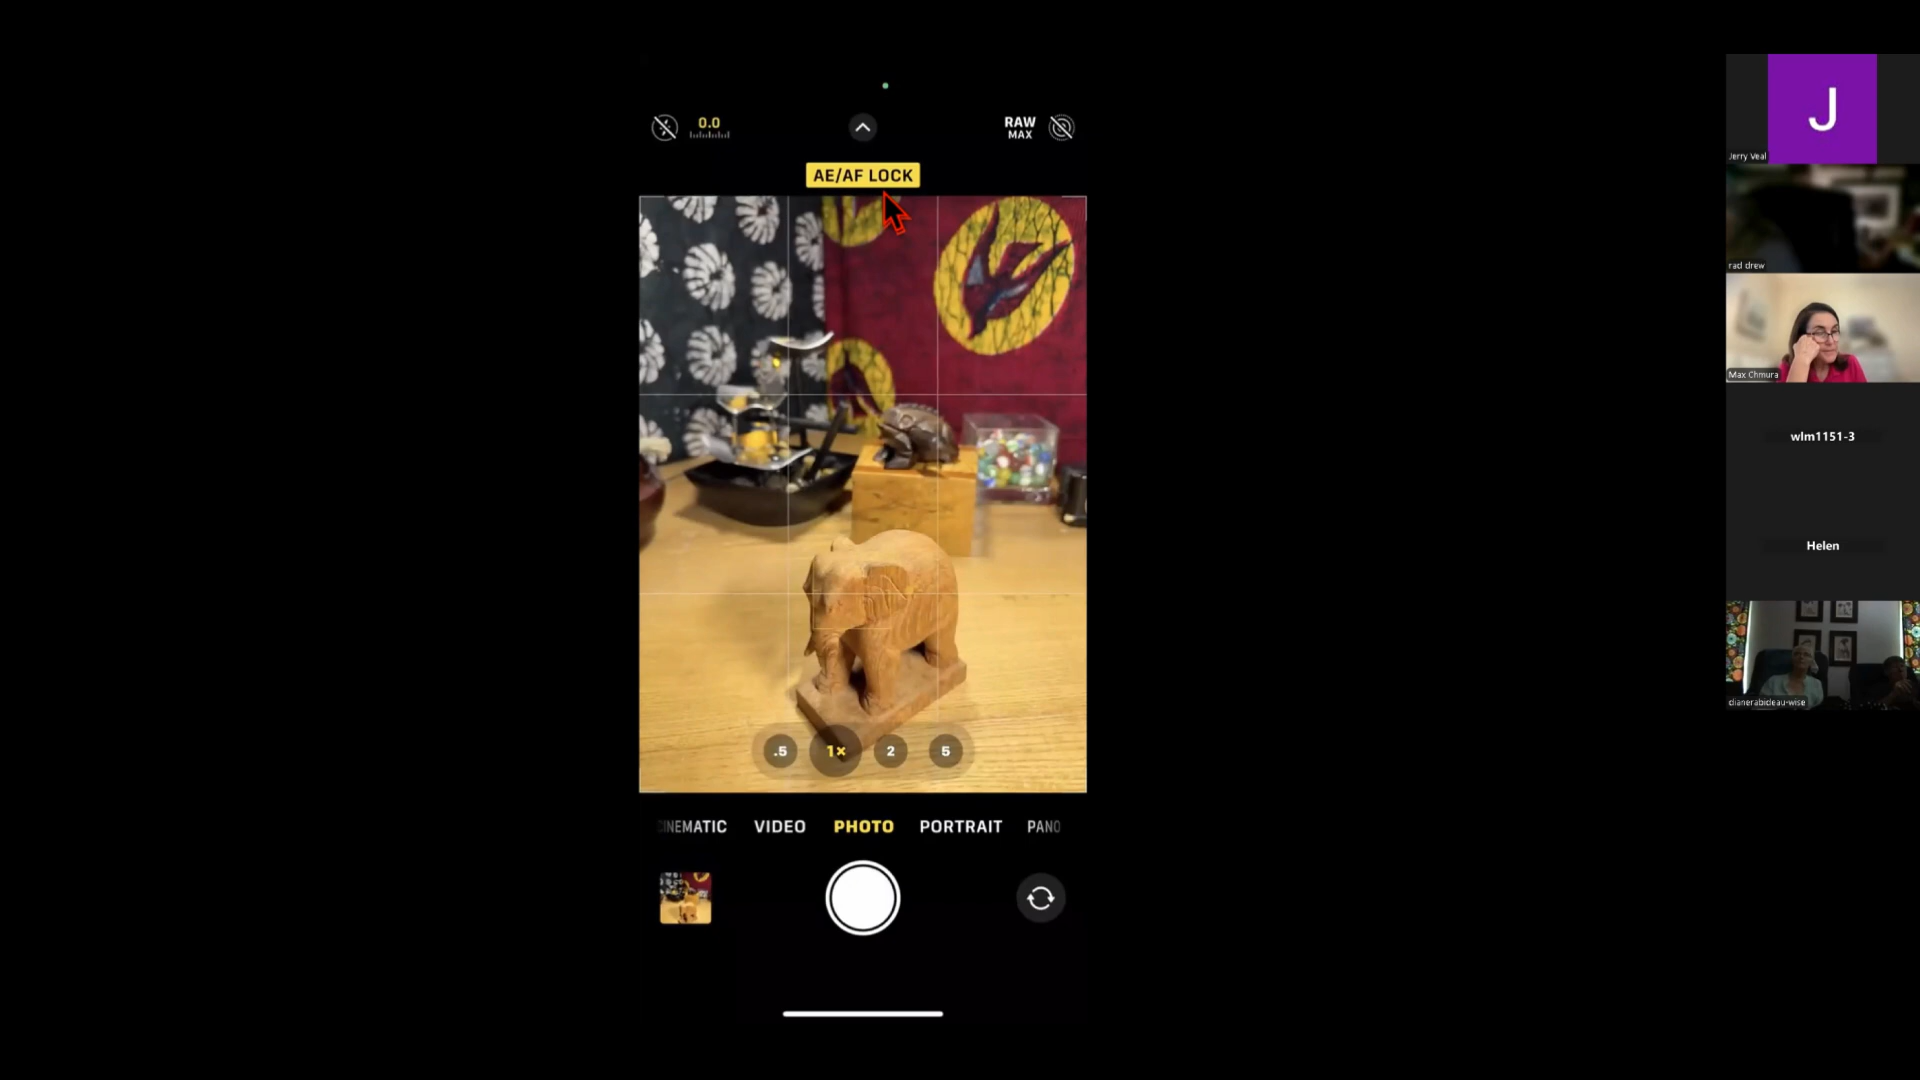 0.0
RAW
MAX
AE/AF LOCK
.5
1×
2
5
INEMATIC
VIDEO
PHOTO
PORTRAIT
PANO
J
Jerry Veal
rad drew
Max Chmura
wlm1151-3
Helen
dianerabideau-wise